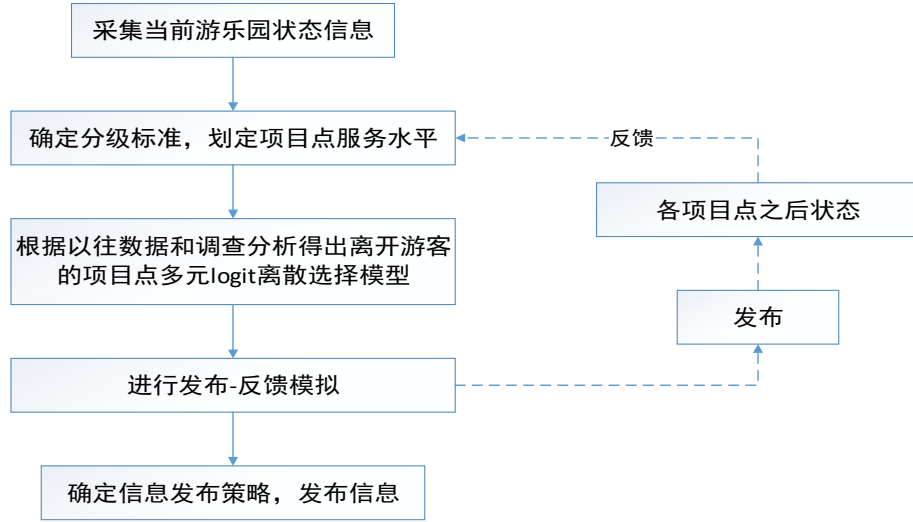 采集当前游乐园状态信息
确定分级标准，划定项目点服务水平
反馈
各项目点之后状态
根据以往数据和调查分析得出离开游客
的项目点多元logit离散选择模型
发布
进行发布-反馈模拟
确定信息发布策略，发布信息